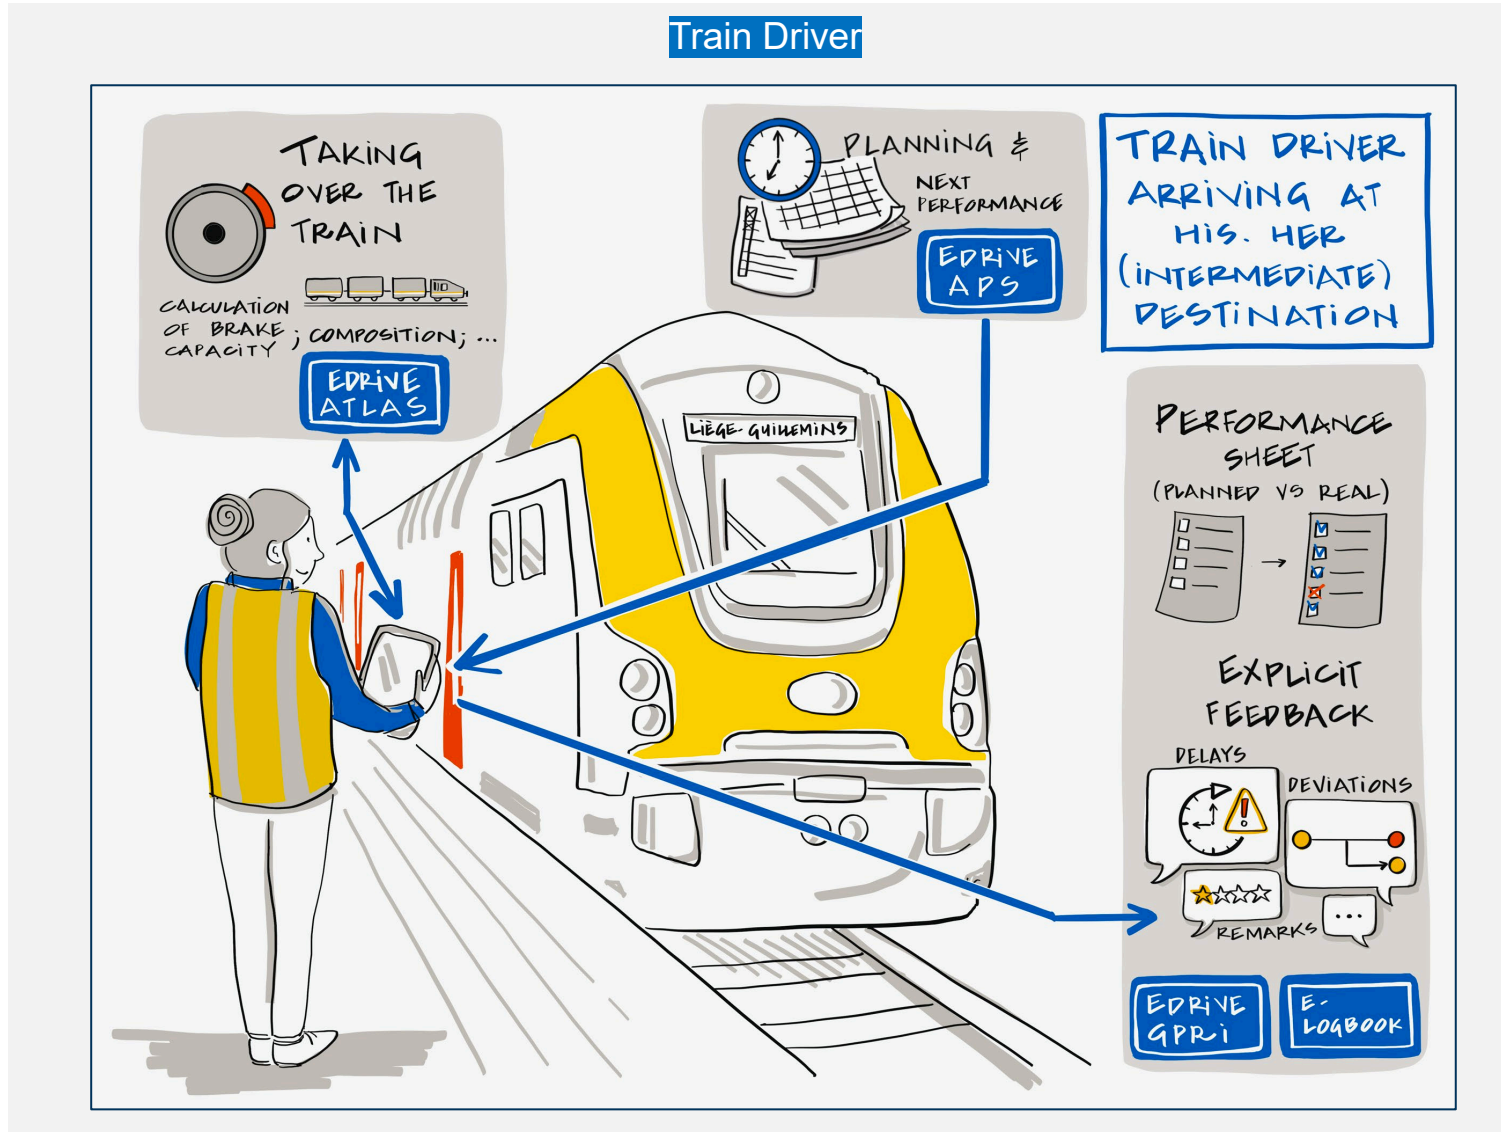 Train Driver
TAKING
OVER THE
TRAIN
CALCULATION
OF BRAKE
CAPACITY
; COMPOSITION; ...
EDRIVE
ATLAS
PLANNING &
NEXT
PERFORMANCE
EDRIVE
APS
TRAIN DRIVER
ARRIVING AT
HIS. HER
(INTERMEDIATE)
DESTINATION
LIÈGE-GUILLEMINS
PERFORMANCE
SHEET
(PLANNED VS REAL)
EXPLICIT
FEEDBACK
DELAYS
!
DEVIATIONS
REMARKS
...
EDRIVE
GPRI
E-
LOGBOOK